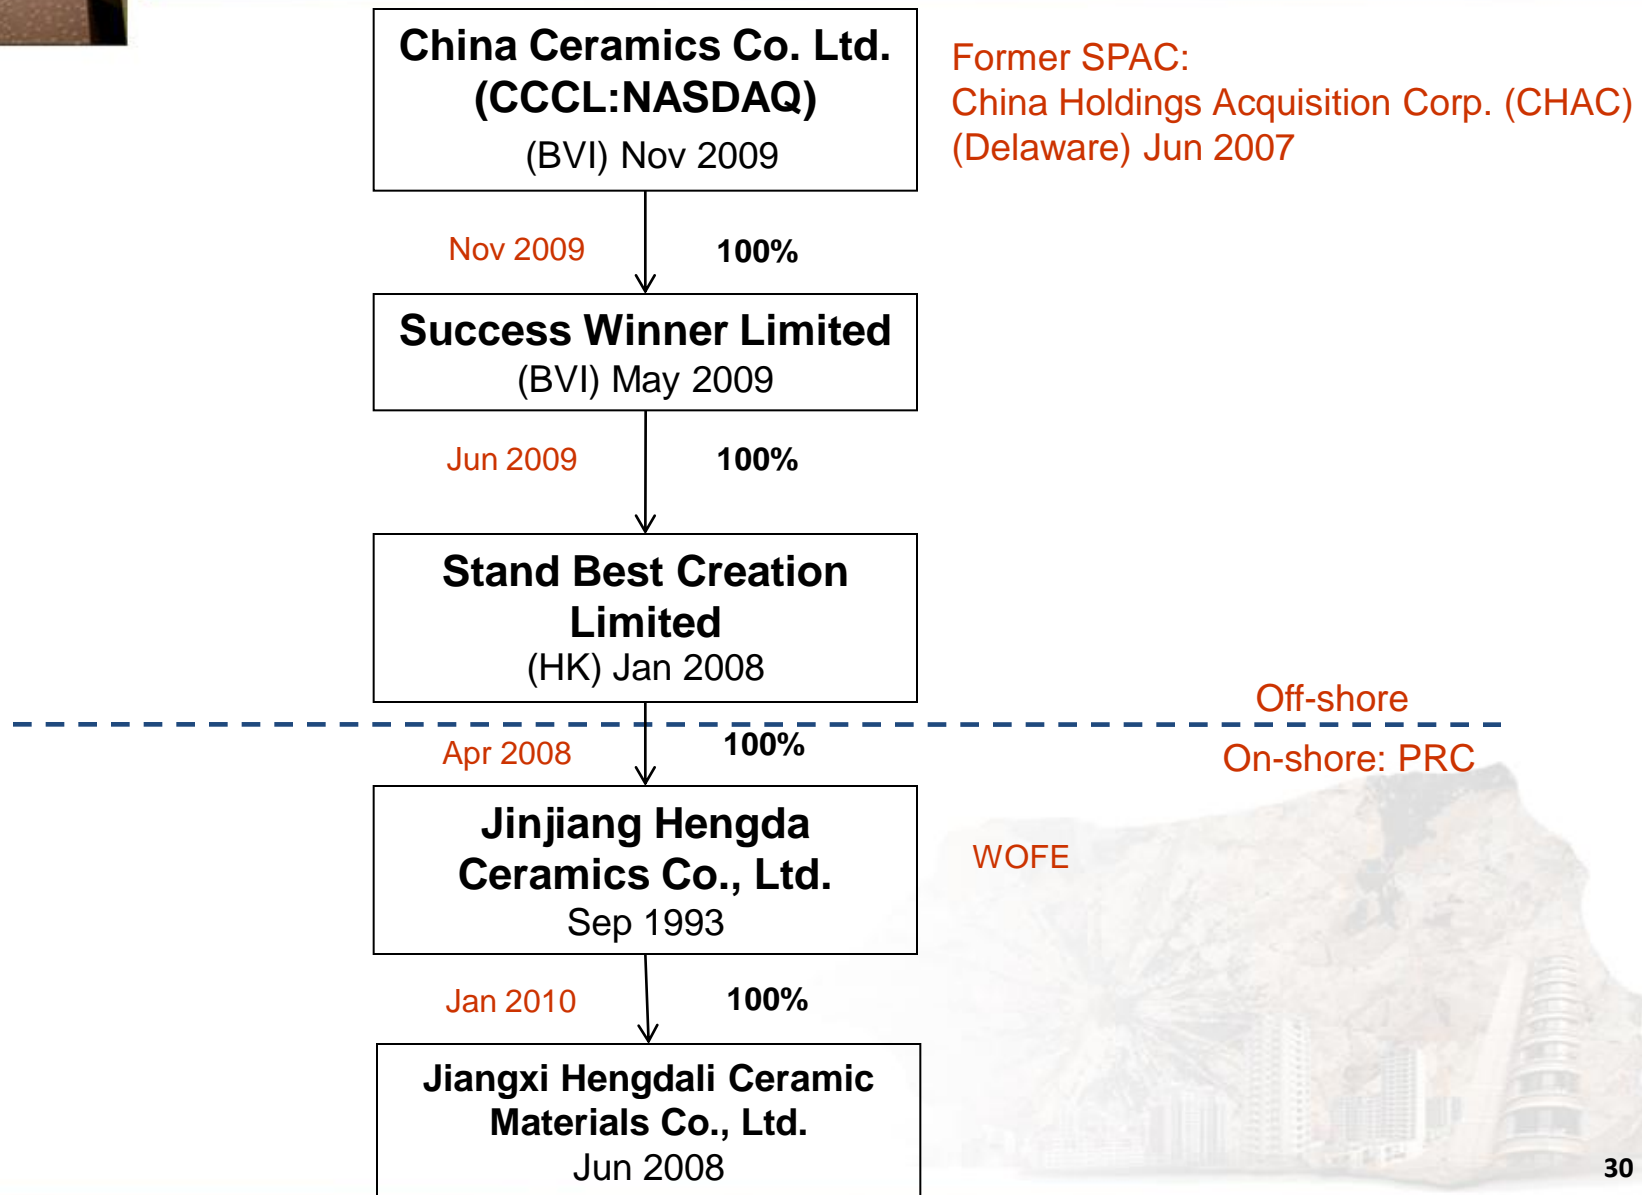 China Ceramics Co. Ltd.
(CCCL:NASDAQ)
(BVI) Nov 2009
Former SPAC:
China Holdings Acquisition Corp. (CHAC)
(Delaware) Jun 2007
Nov 2009
100%
Success Winner Limited
(BVI) May 2009
Jun 2009
100%
Stand Best Creation
Limited
(HK) Jan 2008
Off-shore
Apr 2008
100%
On-shore: PRC
Jinjiang Hengda
Ceramics Co., Ltd.
Sep 1993
WOFE
Jan 2010
100%
Jiangxi Hengdali Ceramic
Materials Co., Ltd.
Jun 2008
30